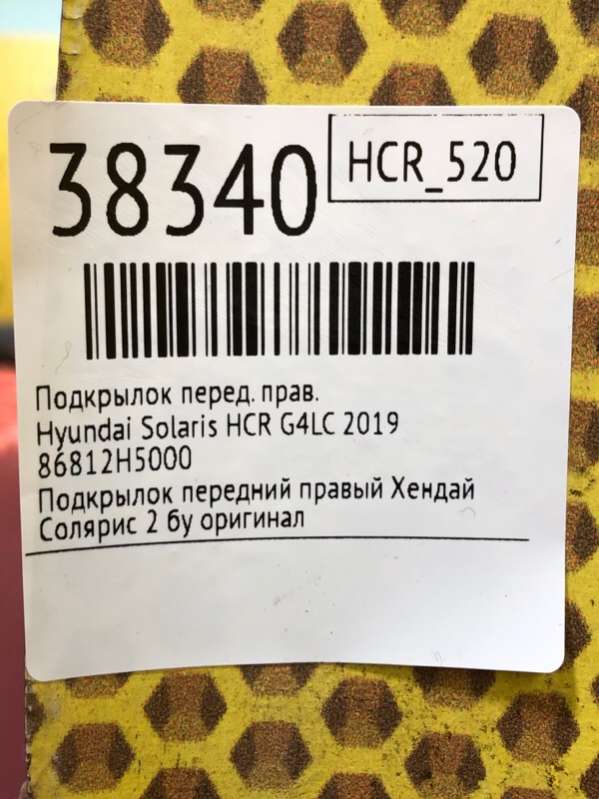 38340
HCR_520
Подкрылок перед. прав.
Hyundai Solaris HCR G4LC 2019
86812H5000
Подкрылок передний правый Хендай
Солярис 2 бу оригинал